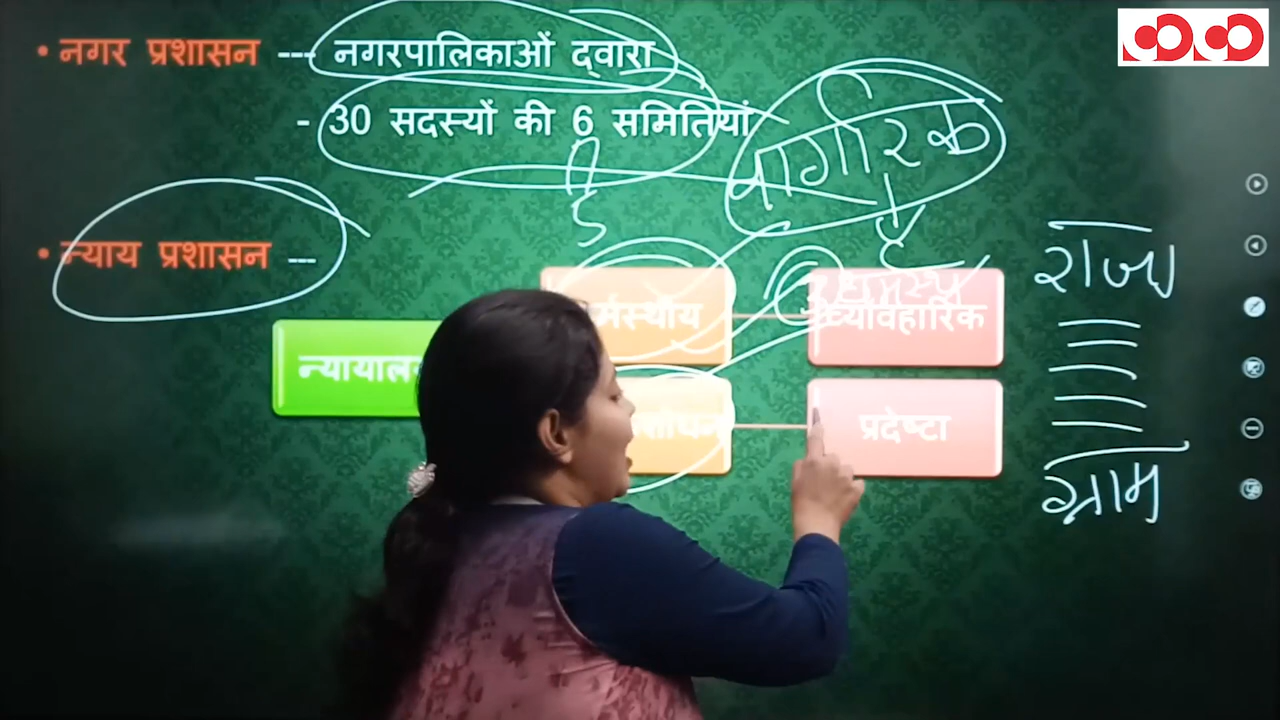 • नगर प्रशासन --- नगरपालिकाओं द्वारा
- 30 सदस्यों की 6 समितियां
नागरिक
• न्याय प्रशासन ---
राज्य
व्यावहारिक
प्रदेष्टा
ग्राम